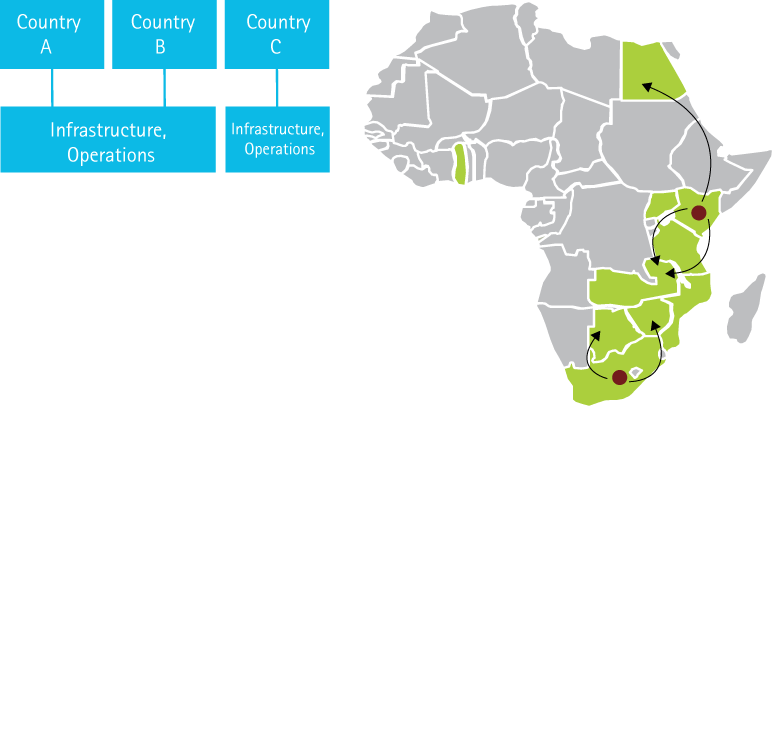 Country
A
Country
B
Country
C
Infrastructure,
Operations
Infrastructure,
Operations